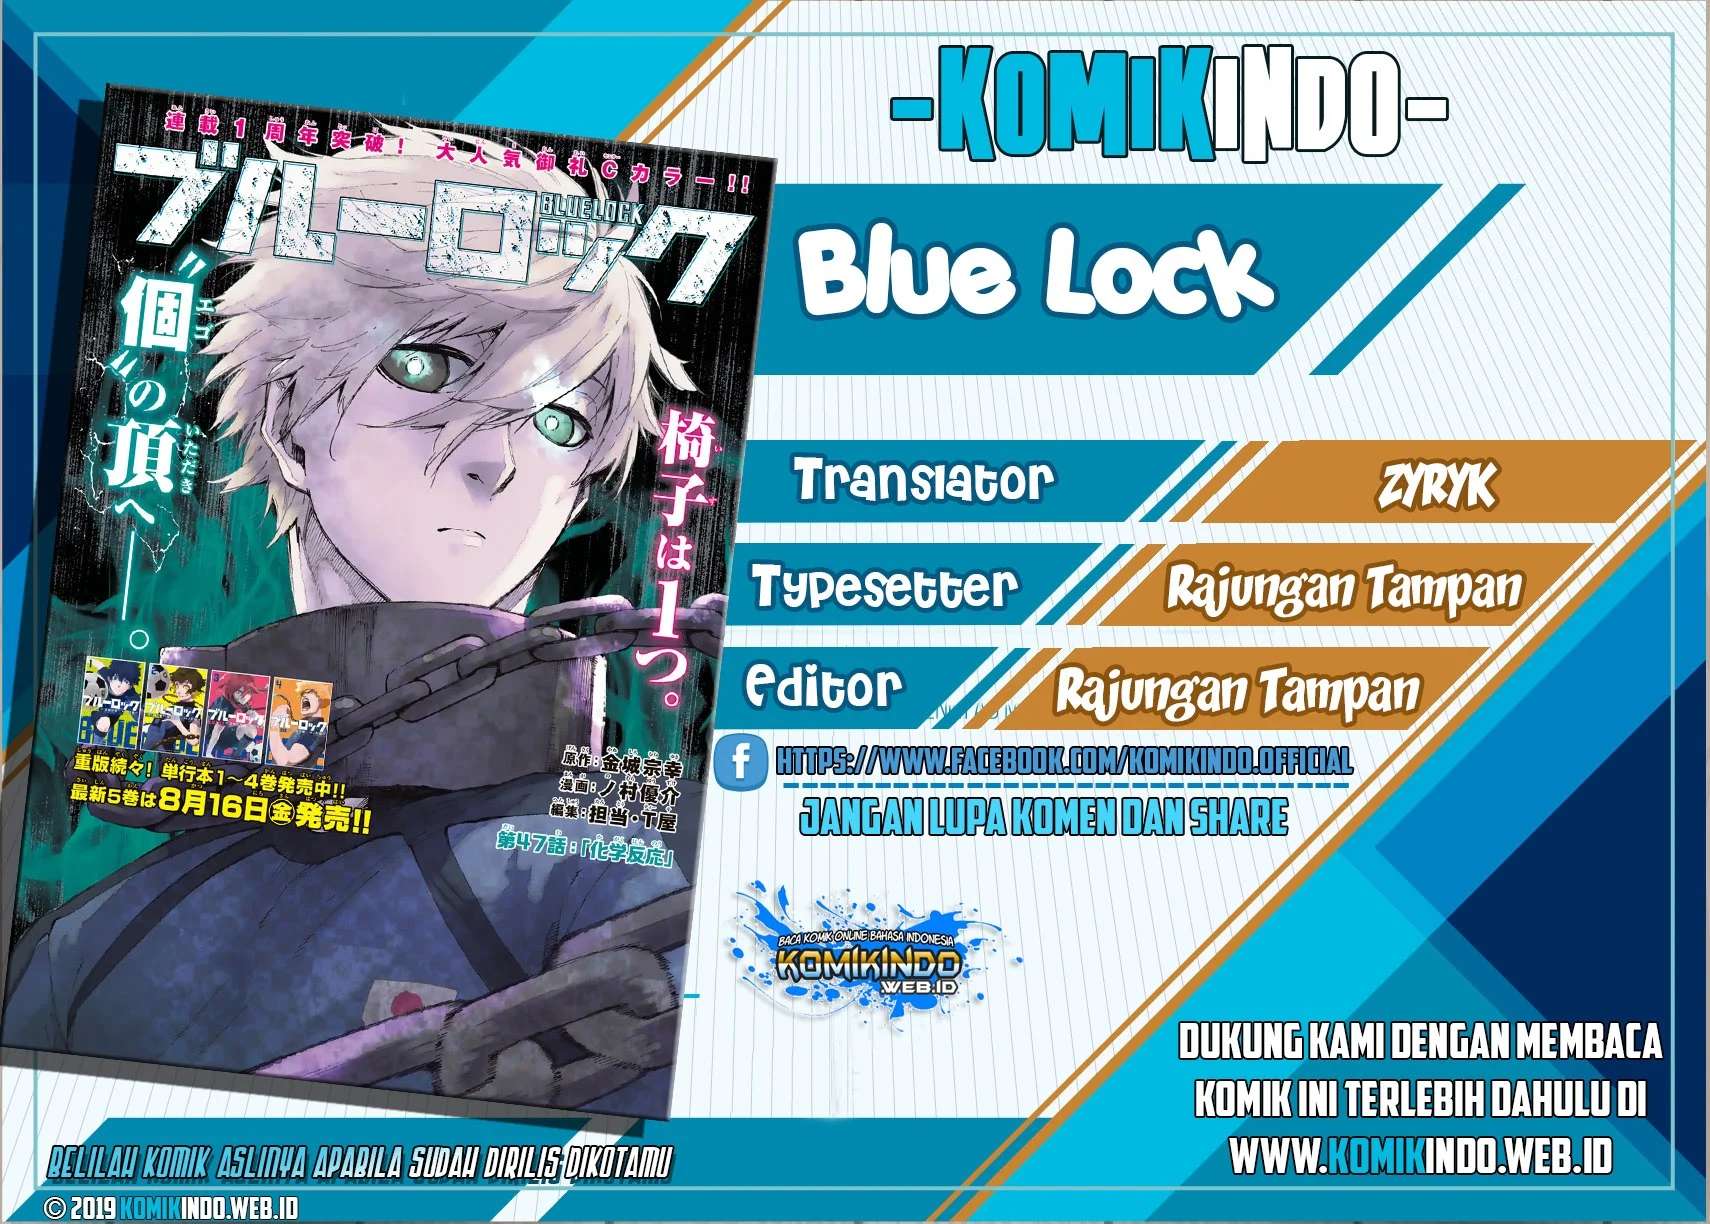 -KOMIKINDO-
連載1周年突破! 大人気御礼Cカラー!!
ブルーロック
BLUELOCK
"個"の頂へ――。
エゴ
いただき
椅子は1つ。
い す
重版続々! 単行本1〜4巻発売中!!
最新5巻は8月16日金発売!!
原作:金城宗幸
漫画:ノ村優介
編集:担当・T屋
第47話:「化学反応」
Blue Lock
Translator ZYRYK
Typesetter Rajungan Tampan
Editor Rajungan Tampan
f HTTPS://WWW.FACEBOOK.COM/KOMIKINDO.OFFICIAL
JANGAN LUPA KOMEN DAN SHARE
BACA KOMIK ONLINE BAHASA INDONESIA
KOMIKINDO
WEB.ID
DUKUNG KAMI DENGAN MEMBACA
KOMIK INI TERLEBIH DAHULU DI
WWW.KOMIKINDO.WEB.ID
BELILAH KOMIK ASLINYA APABILA SUDAH DIRILIS DIKOTAMU
© 2019 KOMIKINDO.WEB.ID